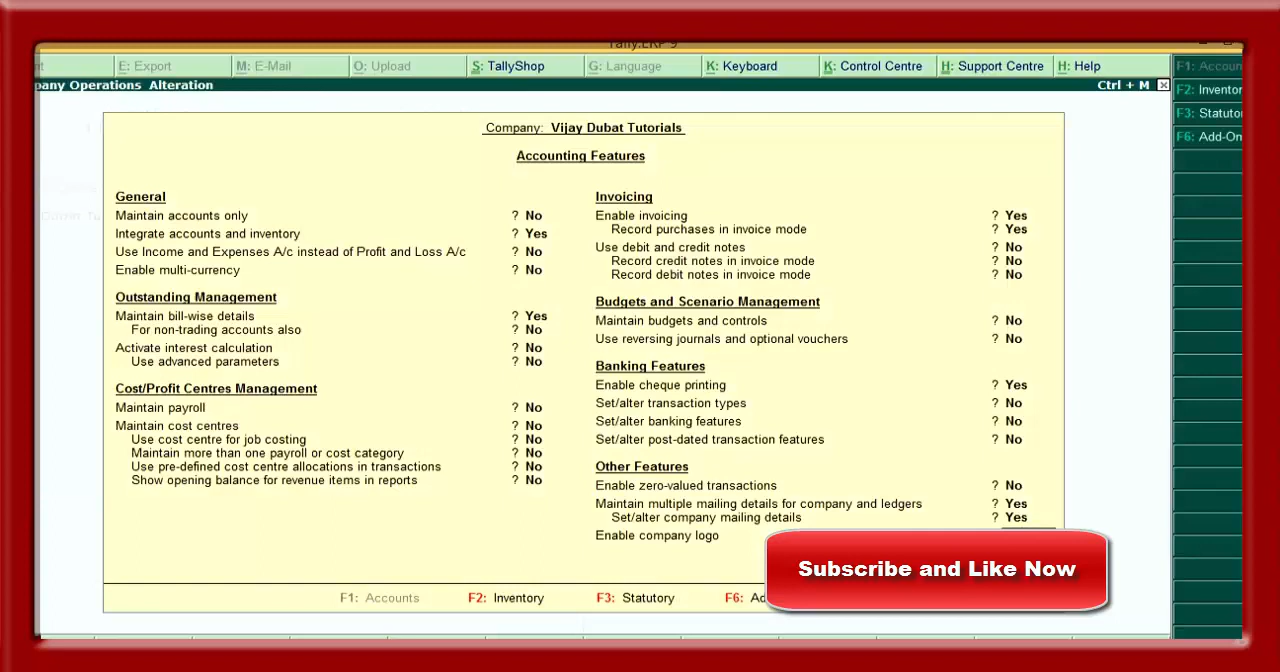 Tally.ERP 9
nt E: Export M: E-Mail O: Upload S: TallyShop G: Language K: Keyboard K: Control Centre H: Support Centre H: Help
pany Operations Alteration Ctrl + M
F1: Accoun
F2: Inventor
F3: Statuto
F6: Add-On
Company: Vijay Dubat Tutorials
Accounting Features
General
Maintain accounts only ? No
Integrate accounts and inventory ? Yes
Use Income and Expenses A/c instead of Profit and Loss A/c ? No
Enable multi-currency ? No
Outstanding Management
Maintain bill-wise details ? Yes
For non-trading accounts also ? No
Activate interest calculation ? No
Use advanced parameters ? No
Cost/Profit Centres Management
Maintain payroll ? No
Maintain cost centres ? No
Use cost centre for job costing ? No
Maintain more than one payroll or cost category ? No
Use pre-defined cost centre allocations in transactions ? No
Show opening balance for revenue items in reports ? No
Invoicing
Enable invoicing ? Yes
Record purchases in invoice mode ? Yes
Use debit and credit notes ? No
Record credit notes in invoice mode ? No
Record debit notes in invoice mode ? No
Budgets and Scenario Management
Maintain budgets and controls ? No
Use reversing journals and optional vouchers ? No
Banking Features
Enable cheque printing ? Yes
Set/alter transaction types ? No
Set/alter banking features ? No
Set/alter post-dated transaction features ? No
Other Features
Enable zero-valued transactions ? No
Maintain multiple mailing details for company and ledgers ? Yes
Set/alter company mailing details ? Yes
Enable company logo
F1: Accounts F2: Inventory F3: Statutory F6: Ad
Subscribe and Like Now